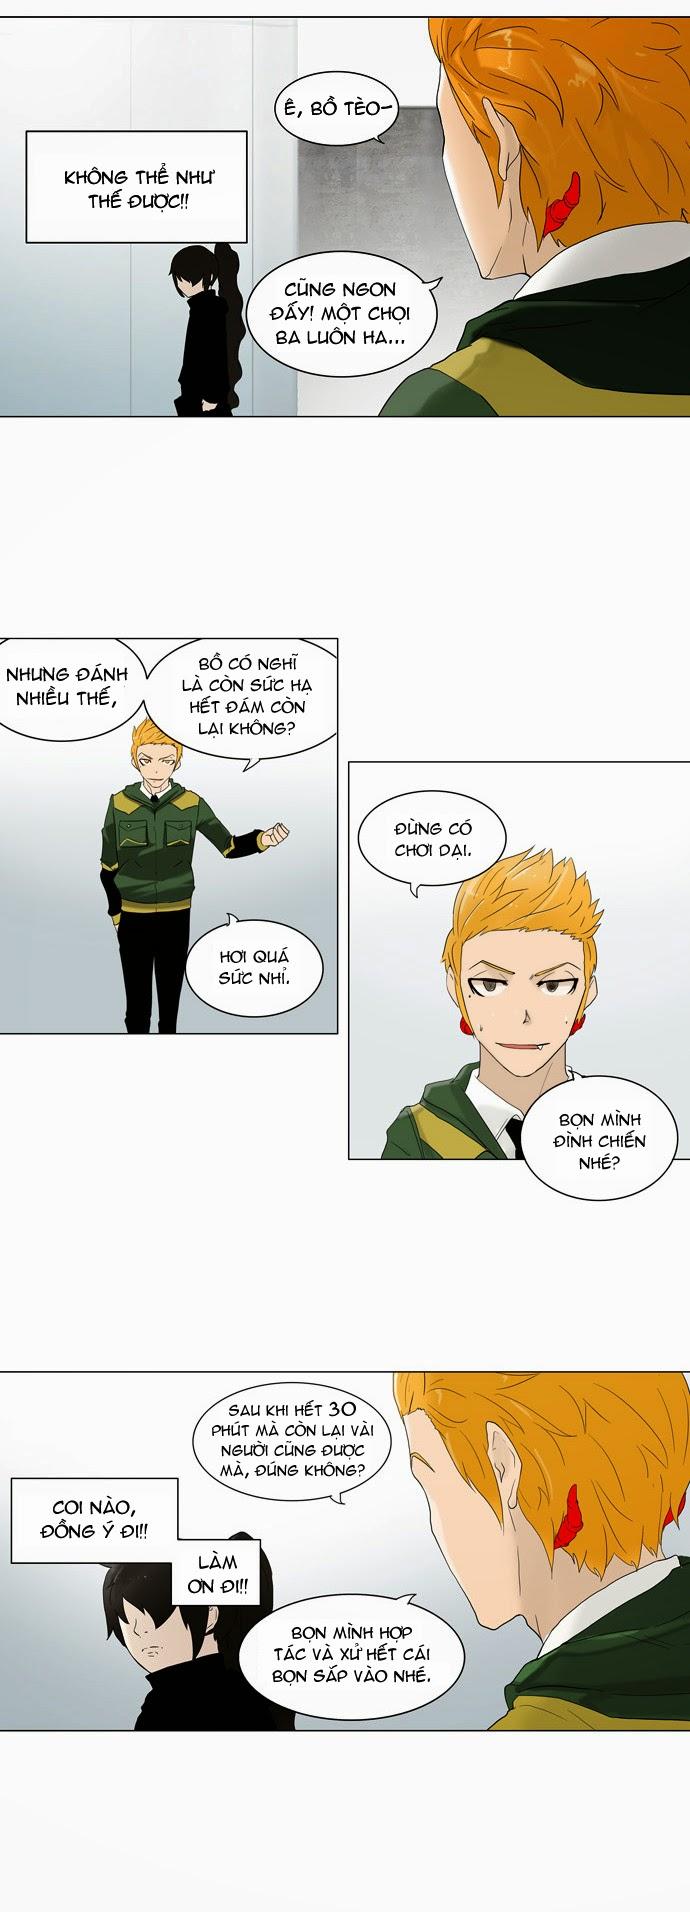 Ê, BỒ TÈO-
KHÔNG THỂ NHƯ
THẾ ĐƯỢC!!
CŨNG NGON
ĐẤY! MỘT CHỌI
BA LUÔN HA...
NHƯNG ĐÁNH
NHIỀU THẾ,
BỒ CÓ NGHĨ
LÀ CÒN SỨC HẠ
HẾT ĐÁM CÒN
LẠI KHÔNG?
HƠI QUÁ
SỨC NHỈ.
ĐỪNG CÓ
CHƠI DẠI.
BỌN MÌNH
ĐÌNH CHIẾN
NHÉ?
SAU KHI HẾT 30
PHÚT MÀ CÒN LẠI VÀI
NGƯỜI CŨNG ĐƯỢC
MÀ, ĐÚNG KHÔNG?
COI NÀO,
ĐỒNG Ý ĐI!!
LÀM
ƠN ĐI!!
BỌN MÌNH HỢP
TÁC VÀ XỬ HẾT CÁI
BỌN SẮP VÀO NHÉ.